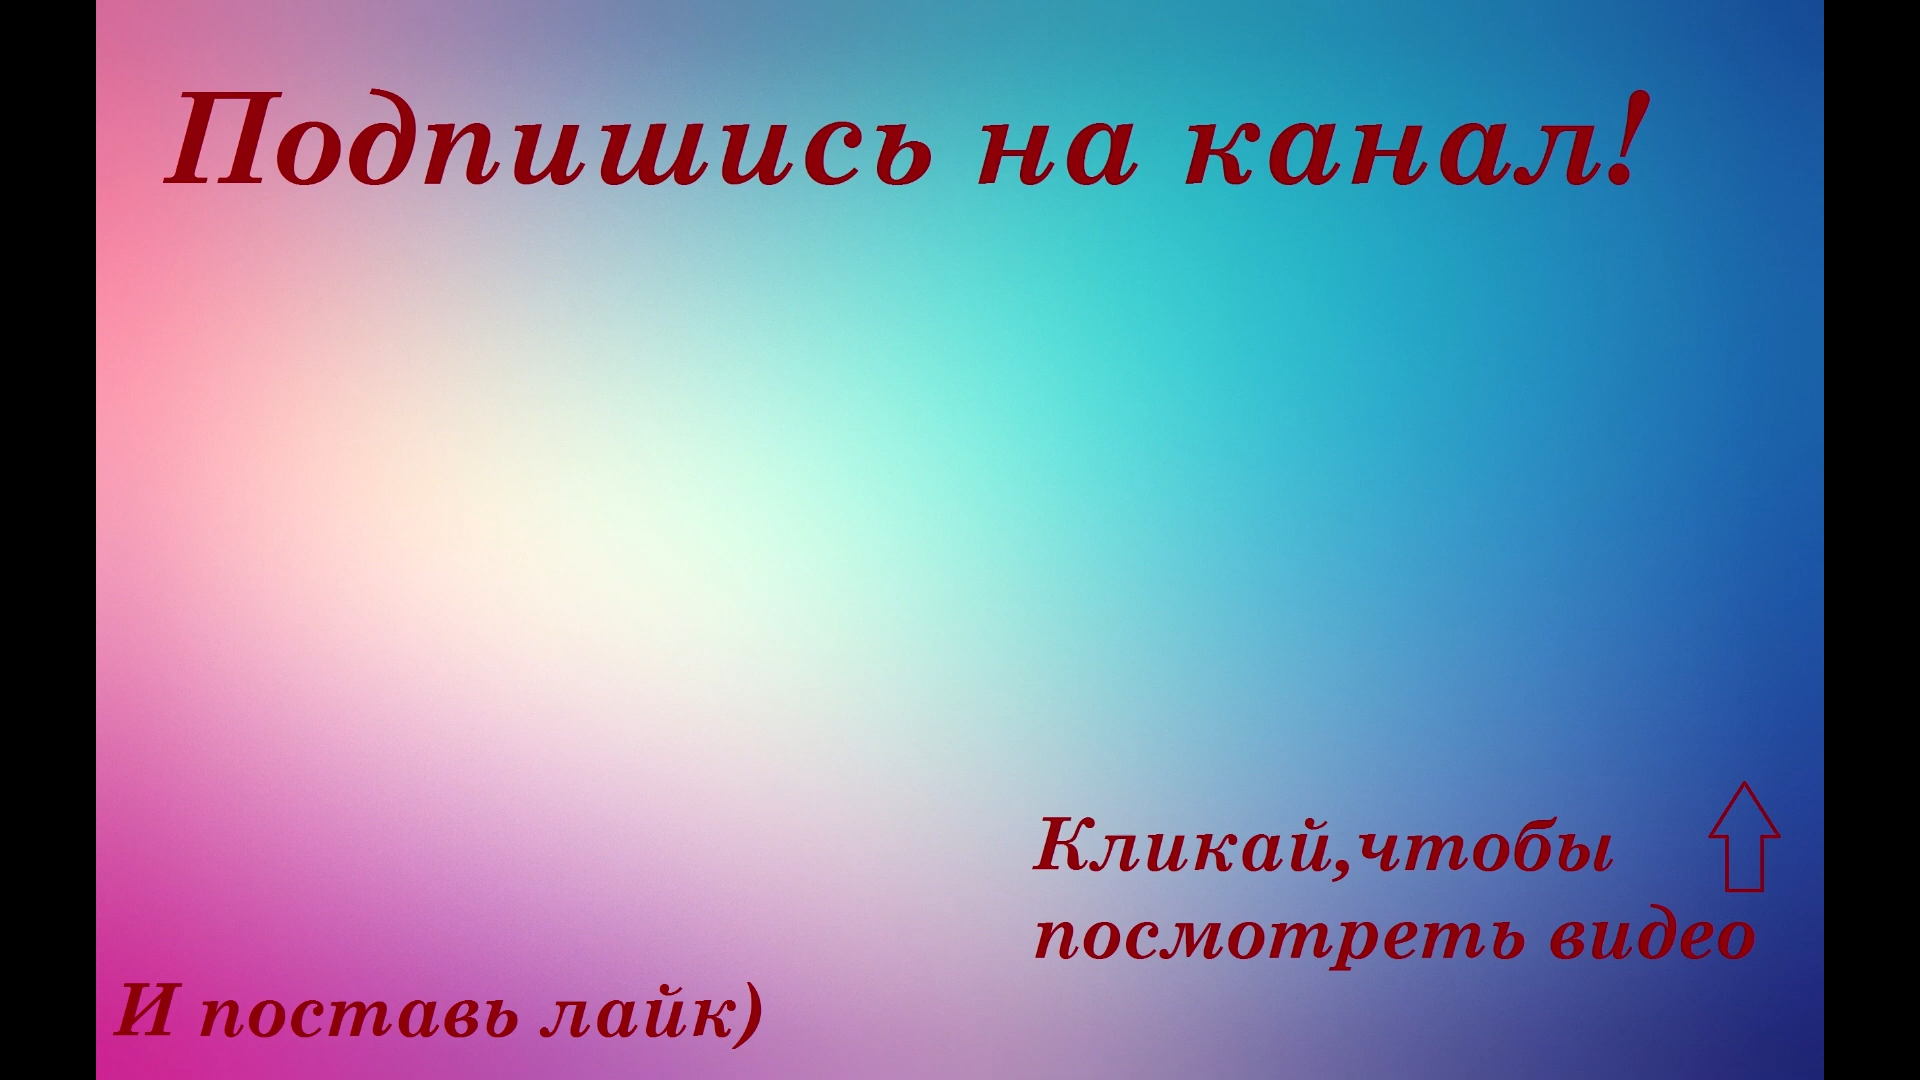 Подпишись на канал!
Кликай,чтобы
посмотреть видео
И поставь лайк)